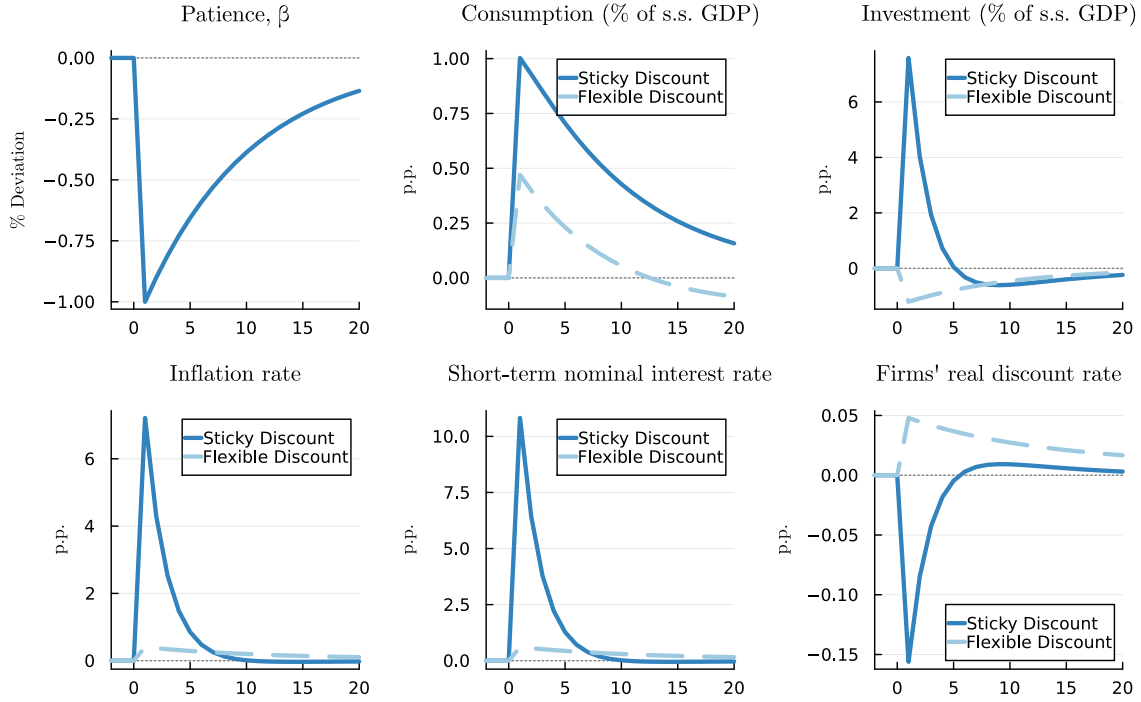 Patience, β
% Deviation
0.00
−0.25
−0.50
−0.75
−1.00
0 5 10 15 20
Consumption (% of s.s. GDP)
p.p.
1.00
0.75
0.50
0.25
0.00
Sticky Discount
Flexible Discount
0 5 10 15 20
Investment (% of s.s. GDP)
p.p.
6
4
2
0
Sticky Discount
Flexible Discount
0 5 10 15 20
Inflation rate
p.p.
6
4
2
0
Sticky Discount
Flexible Discount
0 5 10 15 20
Short-term nominal interest rate
p.p.
10.0
7.5
5.0
2.5
0.0
Sticky Discount
Flexible Discount
0 5 10 15 20
Firms' real discount rate
p.p.
0.05
0.00
−0.05
−0.10
−0.15
Sticky Discount
Flexible Discount
0 5 10 15 20